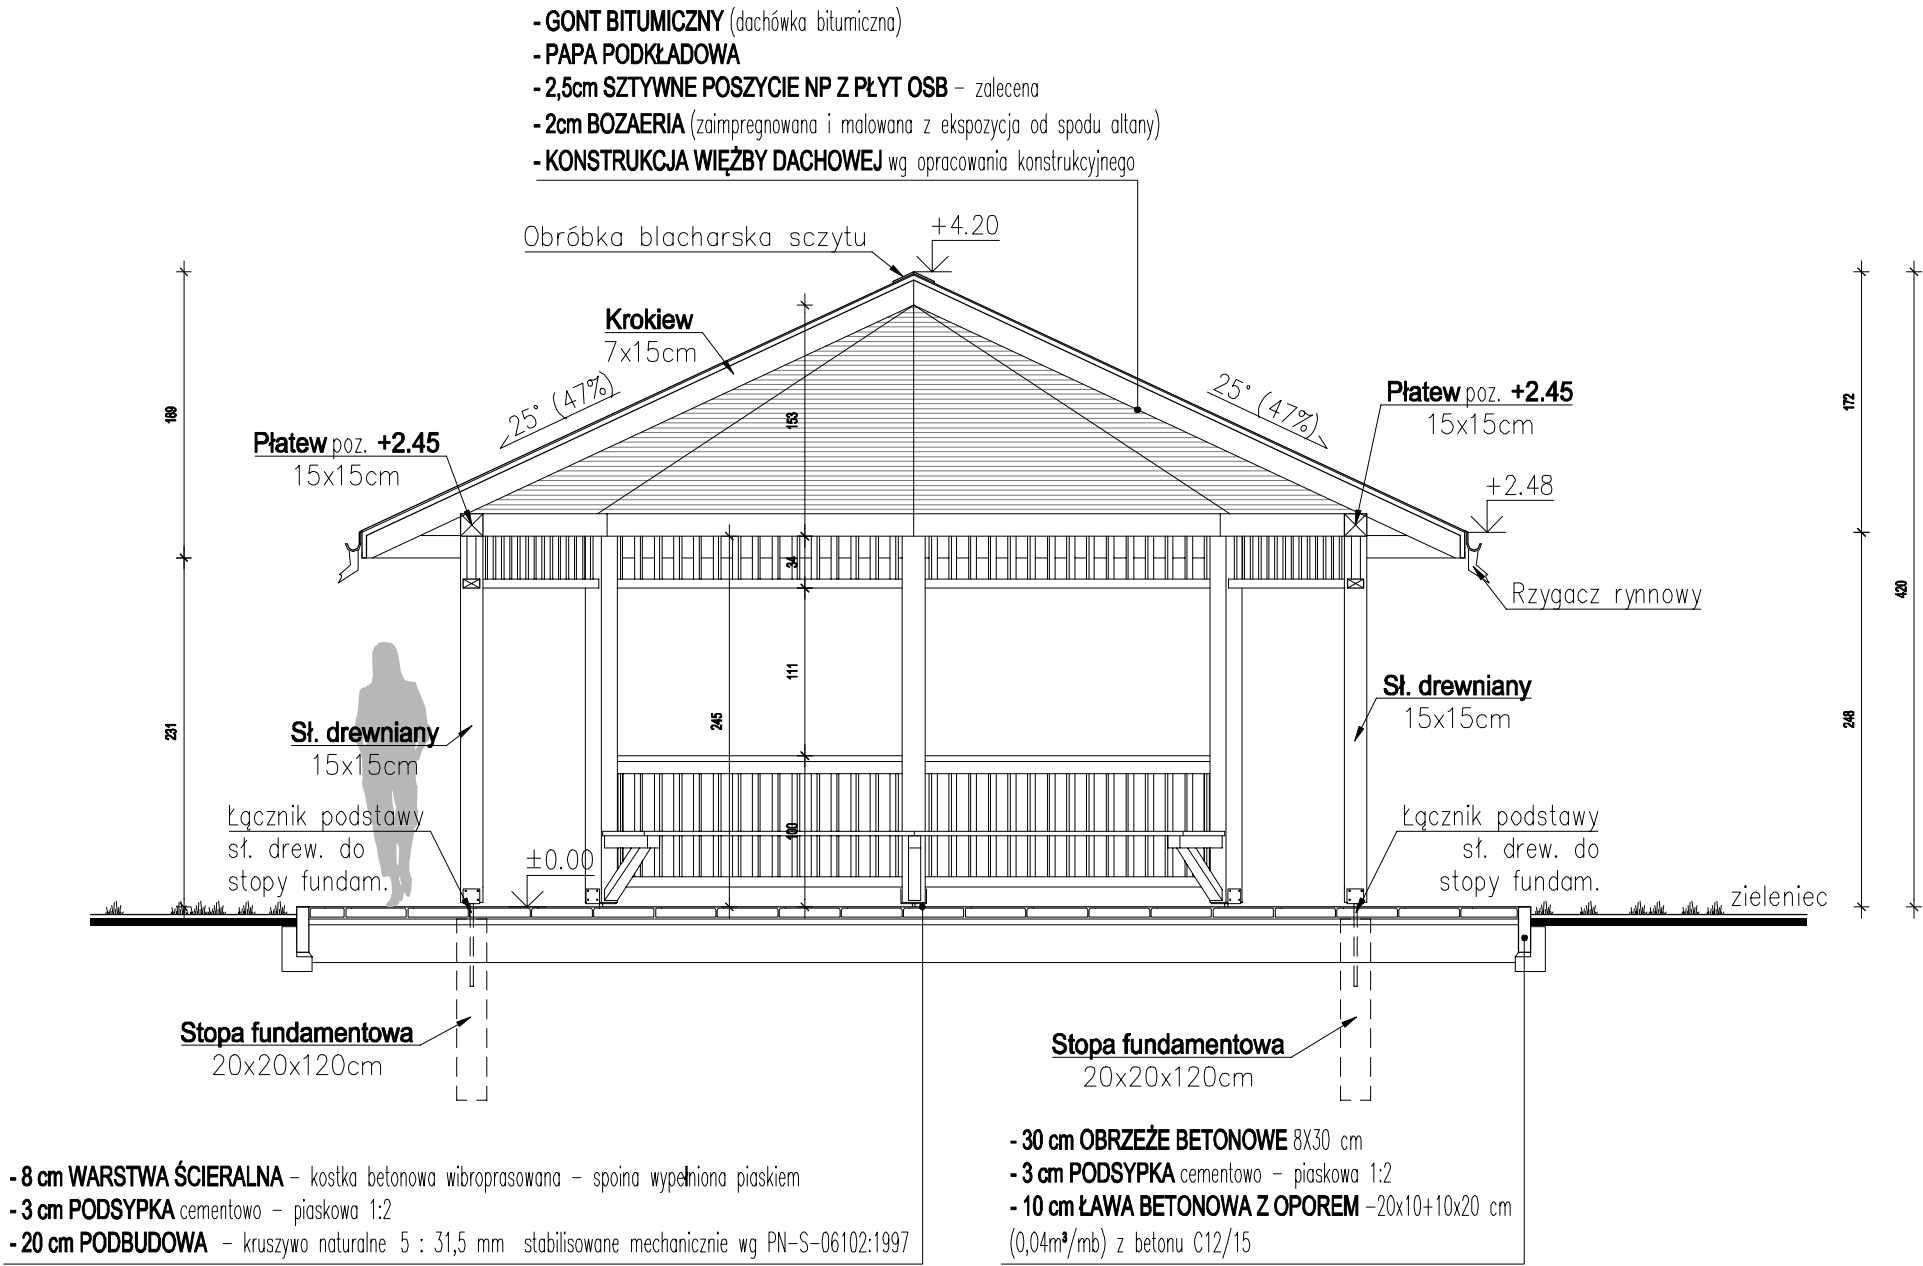 - GONT BITUMICZNY (dachówka bitumiczna)
- PAPA PODKŁADOWA
- 2,5cm SZTYWNE POSZYCIE NP Z PŁYT OSB – zalecena
- 2cm BOZAERIA (zaimpregnowana i malowana z ekspozycja od spodu altany)
- KONSTRUKCJA WIĘŹBY DACHOWEJ wg opracowania konstrukcyjnego
Obróbka blacharska sczytu
+4.20
Krokiew
7x15cm
25° (47%)
25° (47%)
Płatew poz. +2.45
15x15cm
Płatew poz. +2.45
15x15cm
+2.48
Rzygacz rynnowy
189
231
153
34
111
100
245
172
248
420
Sł. drewniany
15x15cm
Sł. drewniany
15x15cm
Łącznik podstawy
sł. drew. do
stopy fundam.
±0.00
Łącznik podstawy
sł. drew. do
stopy fundam.
zieleniec
Stopa fundamentowa
20x20x120cm
Stopa fundamentowa
20x20x120cm
- 8 cm WARSTWA ŚCIERALNA – kostka betonowa wibroprasowana – spoina wypełniona piaskiem
- 3 cm PODSYPKA cementowo – piaskowa 1:2
- 20 cm PODBUDOWA – kruszywo naturalne 5 : 31,5 mm stabilisowane mechanicznie wg PN-S-06102:1997
- 30 cm OBRZEŻE BETONOWE 8X30 cm
- 3 cm PODSYPKA cementowo – piaskowa 1:2
- 10 cm ŁAWA BETONOWA Z OPOREM –20x10+10x20 cm
(0,04m³/mb) z betonu C12/15